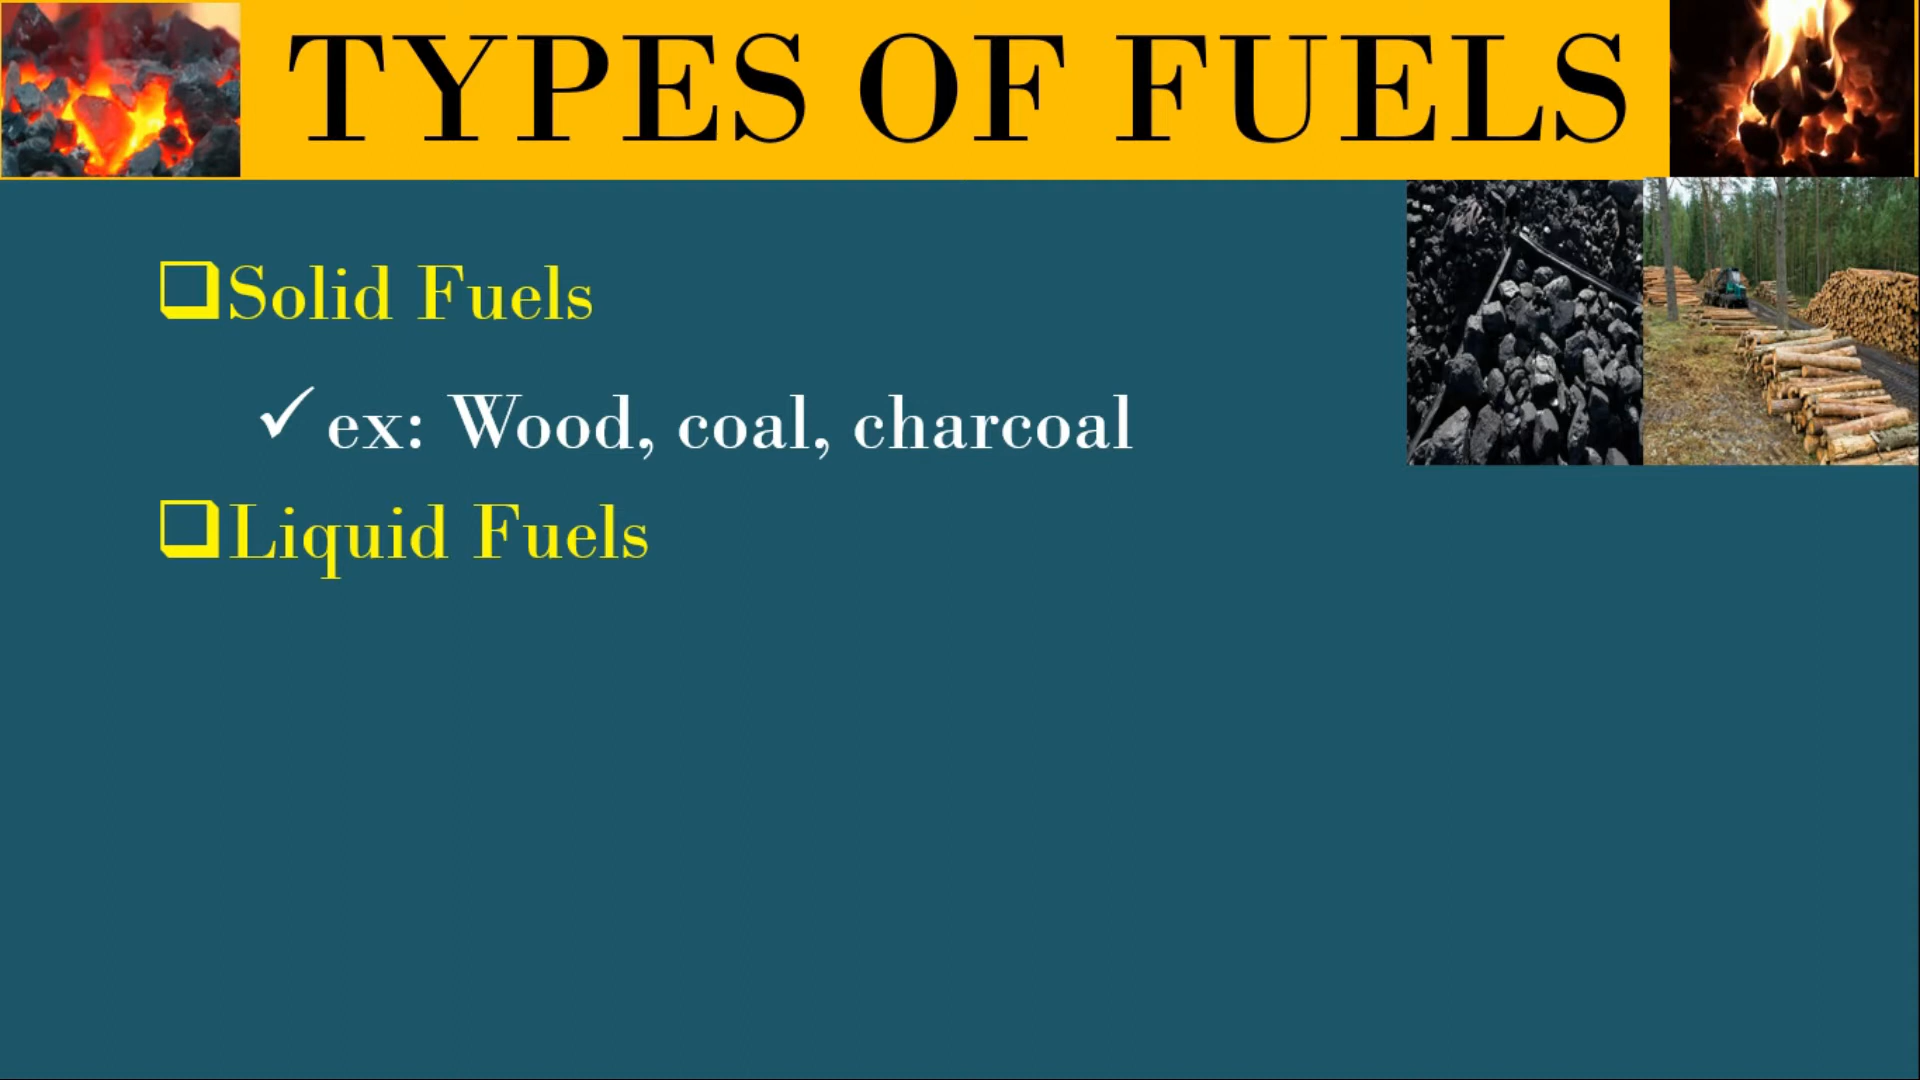 TYPES OF FUELS
Solid Fuels
ex: Wood, coal, charcoal
Liquid Fuels